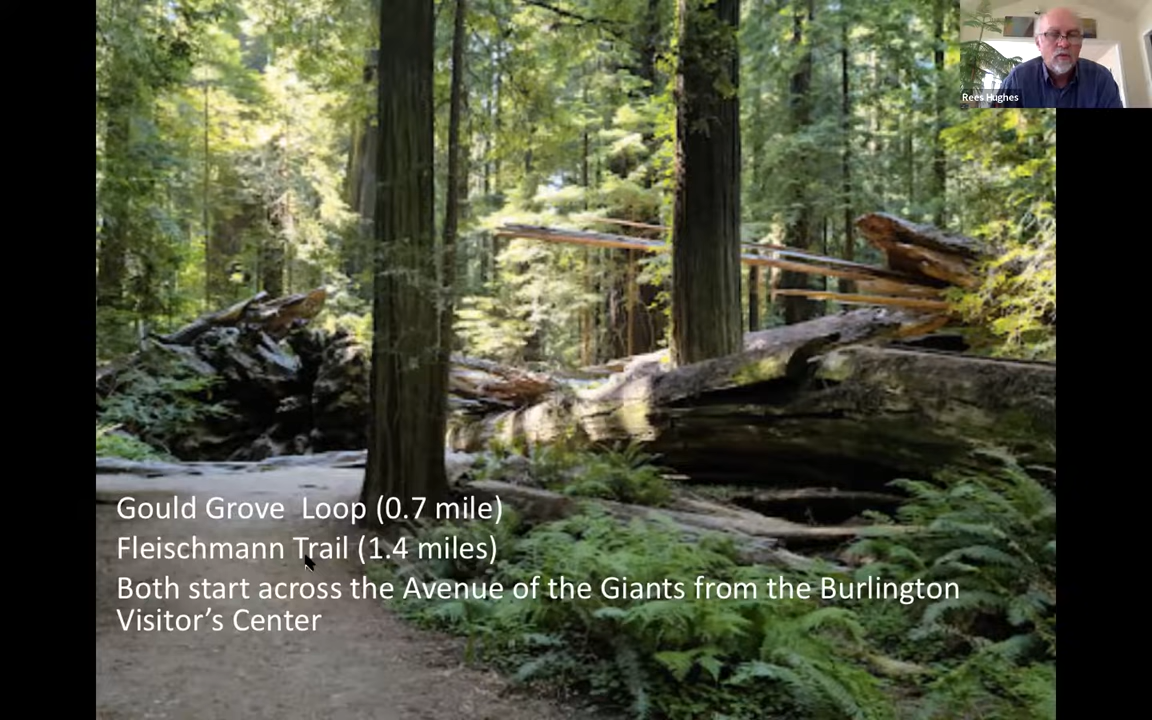 Rees Hughes
Gould Grove  Loop (0.7 mile)
Fleischmann Trail (1.4 miles)
Both start across the Avenue of the Giants from the Burlington
Visitor’s Center